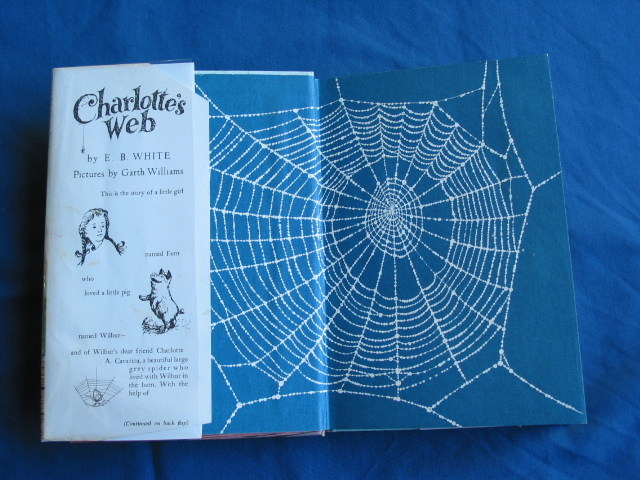 Charlotte's
Web
by E. B. WHITE
Pictures by Garth Williams
This is the story of a little girl
named Fern
who
loved a little pig
named Wilbur—
and of Wilbur's dear friend Charlotte
A. Cavatica, a beautiful large
grey spider who
lived with Wilbur in
the barn. With the
help of
(Continued on back flap)